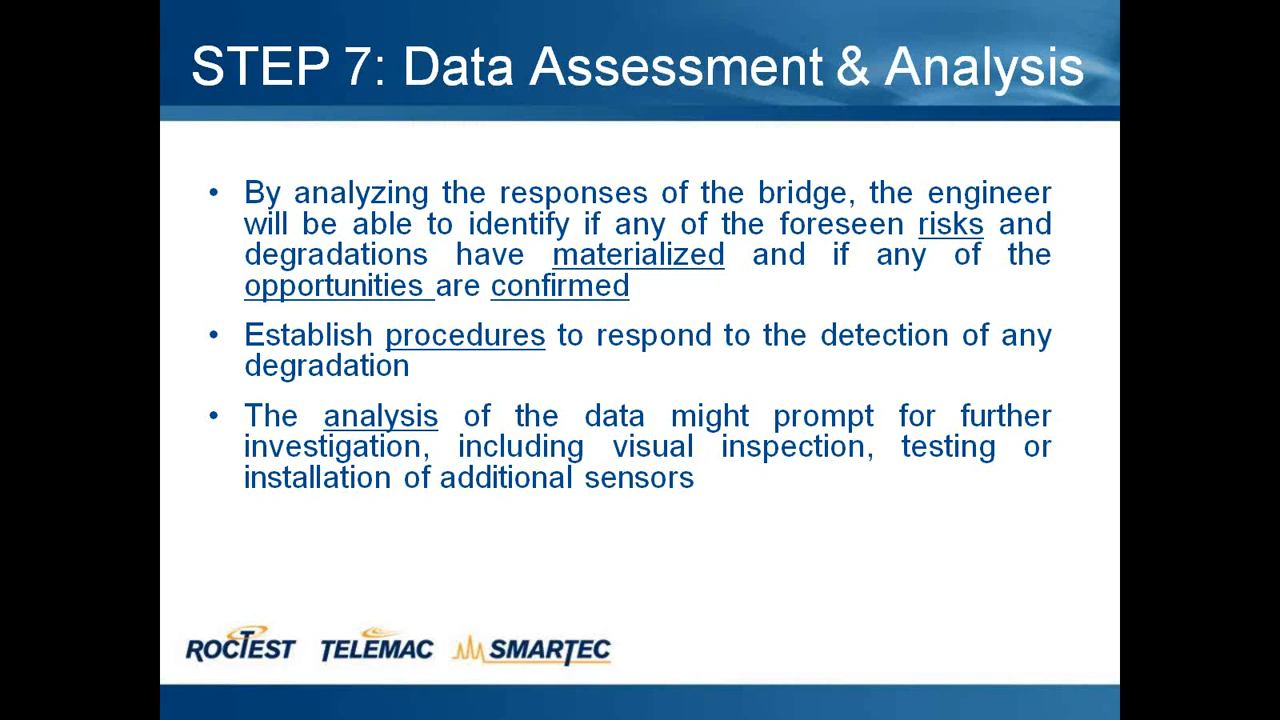 STEP 7: Data Assessment & Analysis
• By analyzing the responses of the bridge, the engineer
will be able to identify if any of the foreseen risks and
degradations have materialized and if any of the
opportunities are confirmed
• Establish procedures to respond to the detection of any
degradation
• The analysis of the data might prompt for further
investigation, including visual inspection, testing or
installation of additional sensors
ROCTEST TELEMAC SMARTEC